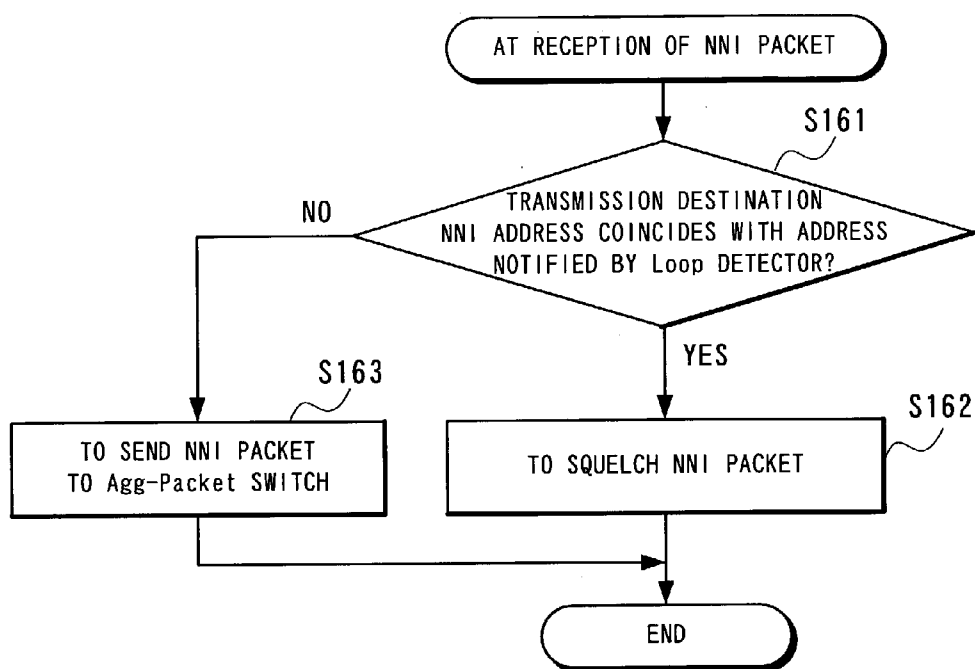 AT RECEPTION OF NNI PACKET
S161
TRANSMISSION DESTINATION
NNI ADDRESS COINCIDES WITH ADDRESS
NOTIFIED BY Loop DETECTOR?
NO
YES
S163
TO SEND NNI PACKET
TO Agg-Packet SWITCH
S162
TO SQUELCH NNI PACKET
END